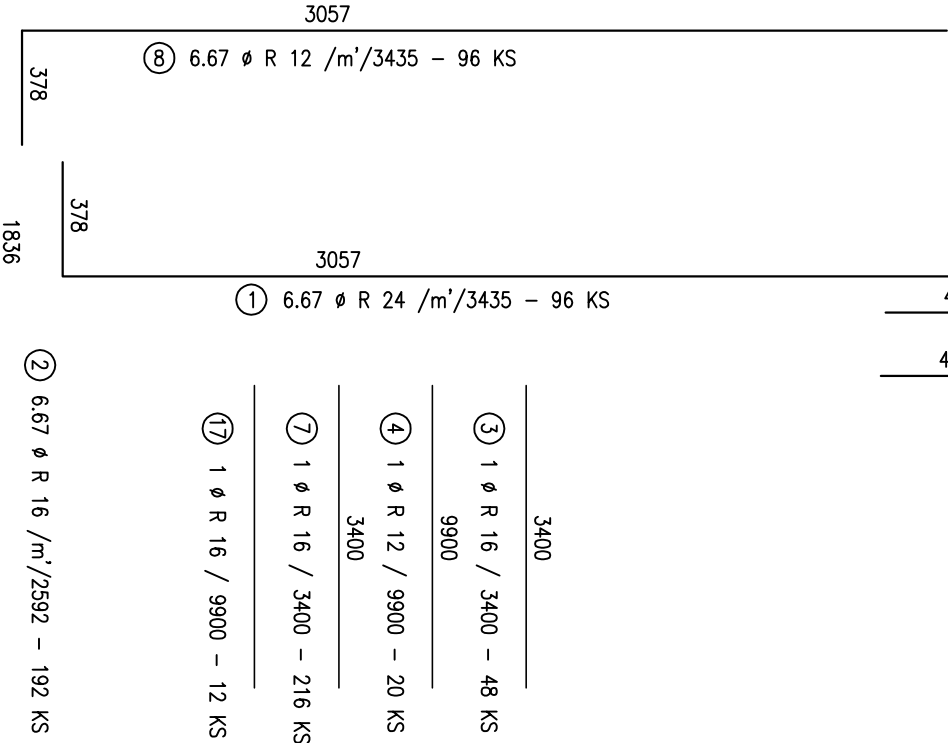 3057
8 6.67 ø R 12 /m'/3435 – 96 KS
378
378
1836
3057
1 6.67 ø R 24 /m'/3435 – 96 KS
4
4
2 6.67 ø R 16 /m'/2592 – 192 KS
17 1 ø R 16 / 9900 – 12 KS
7 1 ø R 16 / 3400 – 216 KS
3400
4 1 ø R 12 / 9900 – 20 KS
9900
3 1 ø R 16 / 3400 – 48 KS
3400